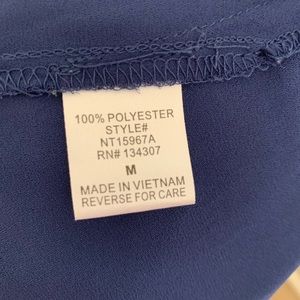 100% POLYESTER
STYLE#
NT15967A
RN# 134307
M
MADE IN VIETNAM
REVERSE FOR CARE